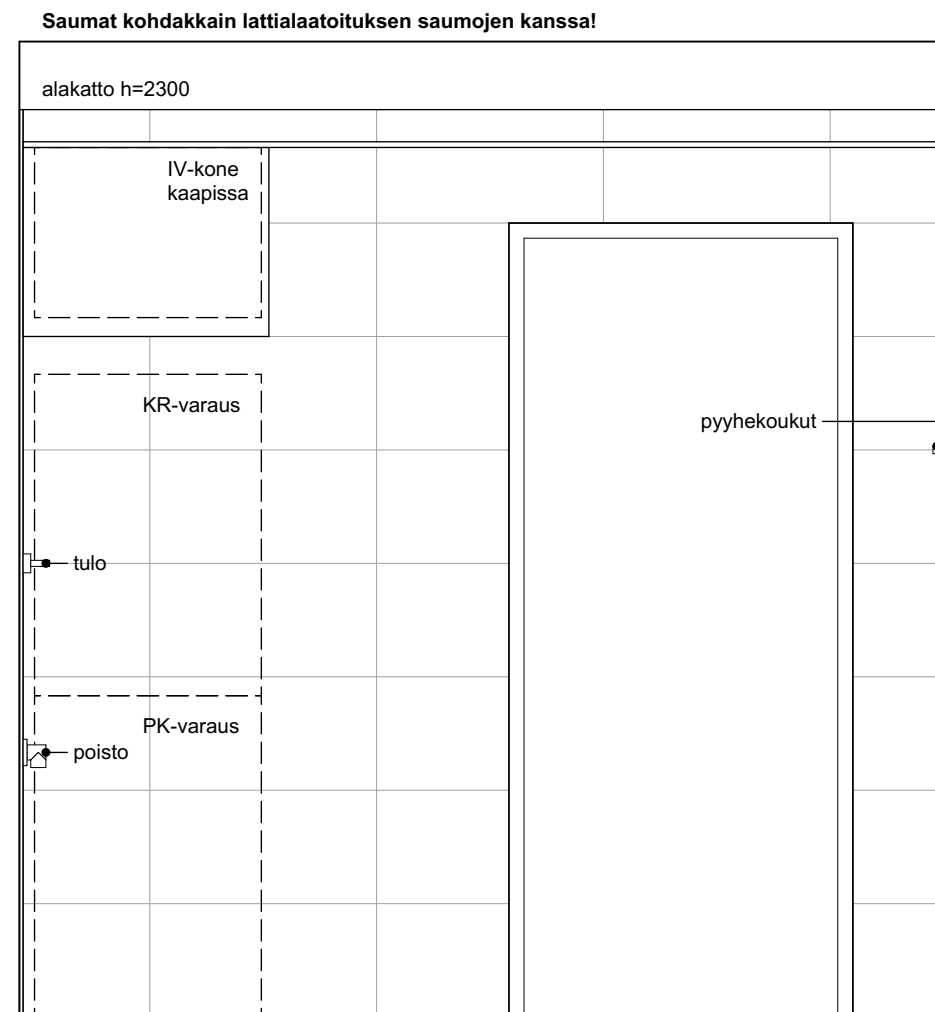 Saumat kohdakkain lattialaatoituksen saumojen kanssa!
alakatto h=2300
IV-kone
kaapissa
KR-varaus
pyyhekoukut
tulo
PK-varaus
poisto